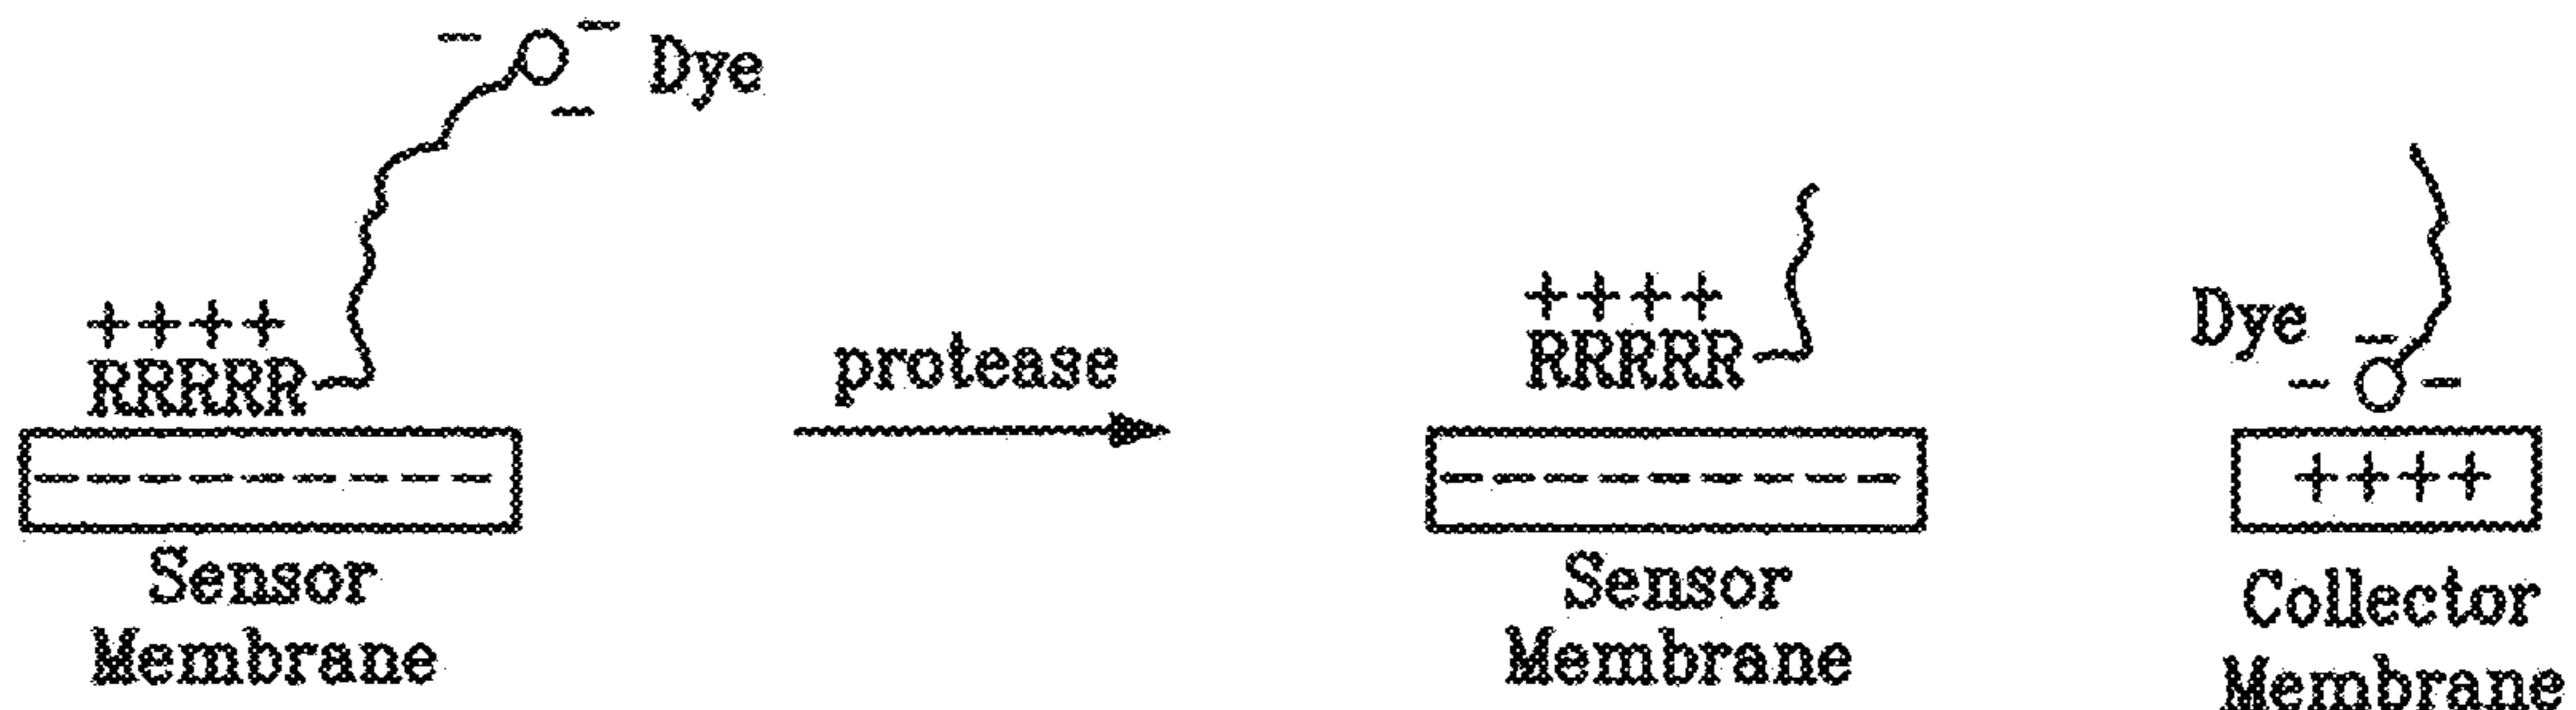 Dye
++++
RRRRR
- - - - - - - - -
Sensor
Membrane
protease
++++
RRRRR
- - - - - - - - -
Sensor
Membrane
Dye
++++
Collector
Membrane